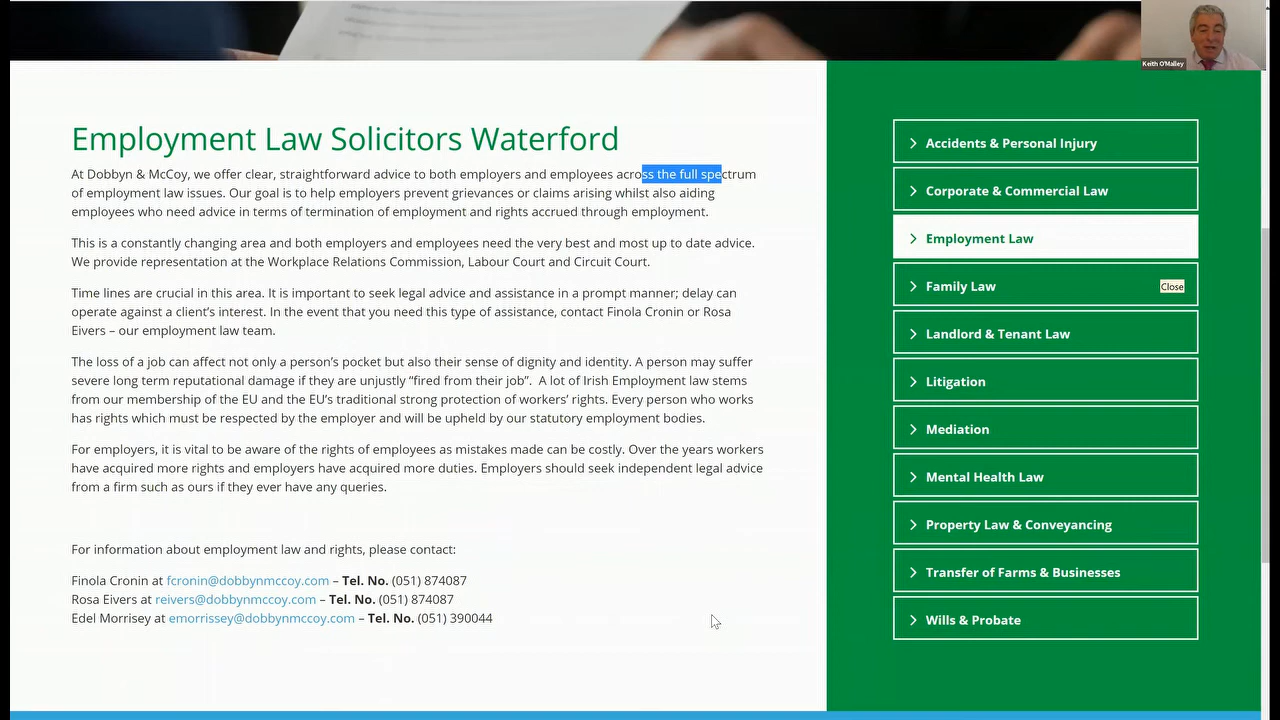 Keith O'Malley
Employment Law Solicitors Waterford
At Dobbyn & McCoy, we offer clear, straightforward advice to both employers and employees across the full spectrum
of employment law issues. Our goal is to help employers prevent grievances or claims arising whilst also aiding
employees who need advice in terms of termination of employment and rights accrued through employment.
This is a constantly changing area and both employers and employees need the very best and most up to date advice.
We provide representation at the Workplace Relations Commission, Labour Court and Circuit Court.
Time lines are crucial in this area. It is important to seek legal advice and assistance in a prompt manner; delay can
operate against a client’s interest. In the event that you need this type of assistance, contact Finola Cronin or Rosa
Eivers – our employment law team.
The loss of a job can affect not only a person’s pocket but also their sense of dignity and identity. A person may suffer
severe long term reputational damage if they are unjustly “fired from their job”.  A lot of Irish Employment law stems
from our membership of the EU and the EU’s traditional strong protection of workers’ rights. Every person who works
has rights which must be respected by the employer and will be upheld by our statutory employment bodies.
For employers, it is vital to be aware of the rights of employees as mistakes made can be costly. Over the years workers
have acquired more rights and employers have acquired more duties. Employers should seek independent legal advice
from a firm such as ours if they ever have any queries.
For information about employment law and rights, please contact:
Finola Cronin at fcronin@dobbynmccoy.com – Tel. No. (051) 874087
Rosa Eivers at reivers@dobbynmccoy.com – Tel. No. (051) 874087
Edel Morrisey at emorrissey@dobbynmccoy.com – Tel. No. (051) 390044
Accidents & Personal Injury
Corporate & Commercial Law
Employment Law
Family Law
Close
Landlord & Tenant Law
Litigation
Mediation
Mental Health Law
Property Law & Conveyancing
Transfer of Farms & Businesses
Wills & Probate